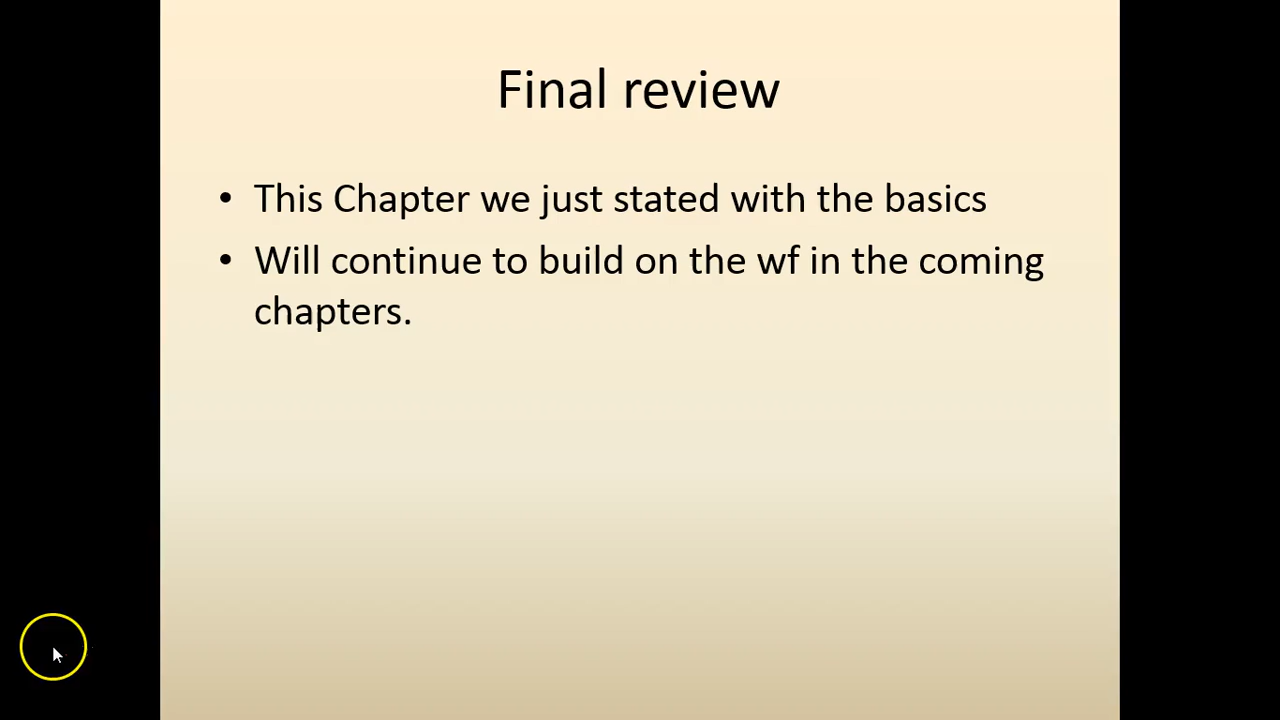 Final review
• This Chapter we just stated with the basics
• Will continue to build on the wf in the coming
chapters.